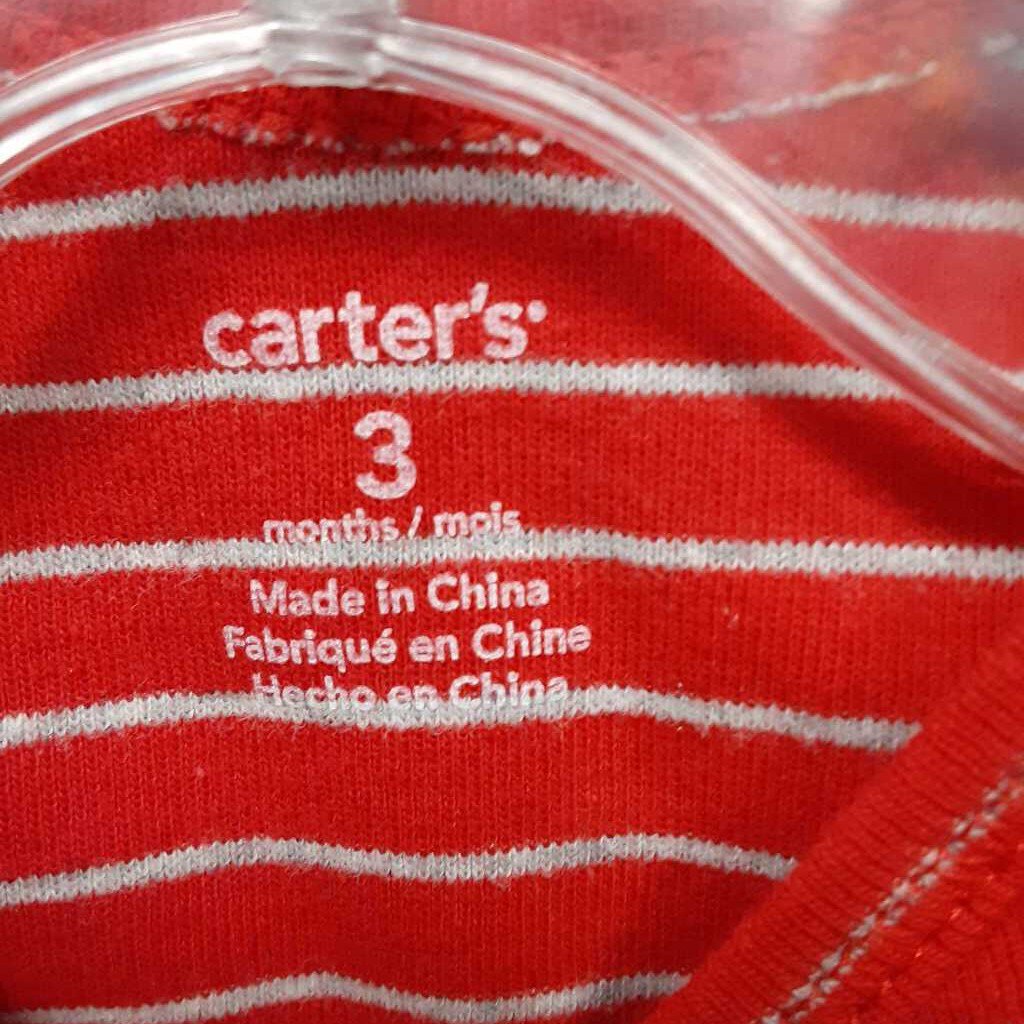 carter's
3
months / mois
Made in China
Fabriqué en Chine
Hecho en China